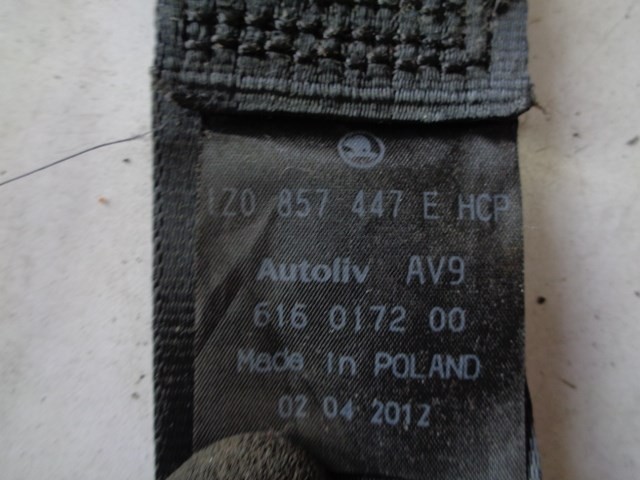 1Z0 857 447 E HCP
Autoliv AV9
616 0172 00
Made in POLAND
02 04 2012